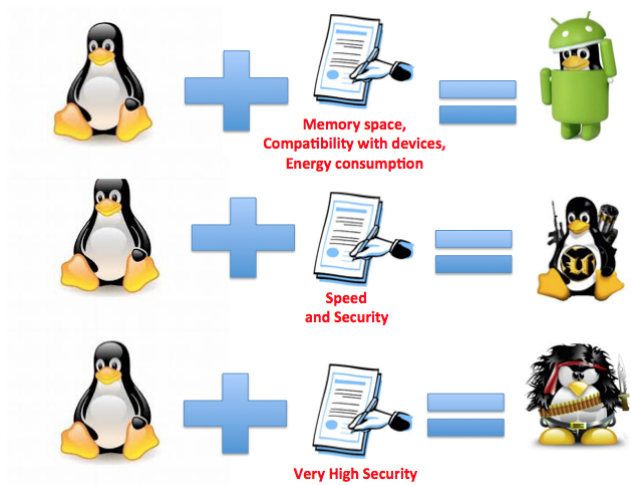 Memory space,
Compatibility with devices,
Energy consumption
Speed
and Security
Very High Security